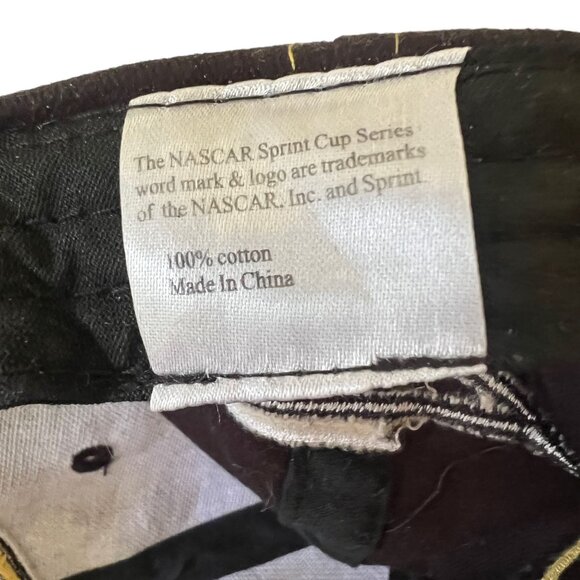 The NASCAR Sprint Cup Series
word mark & logo are trademarks
of the NASCAR, Inc. and Sprint
100% cotton
Made In China